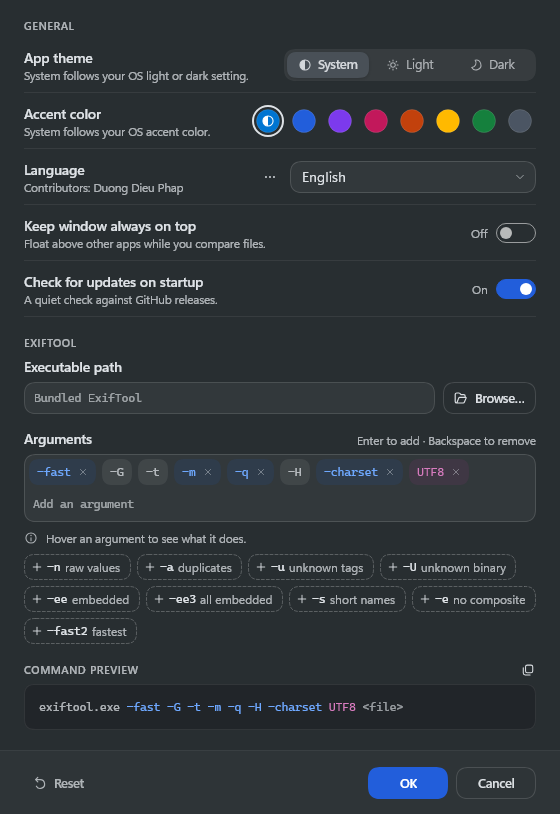 GENERAL
App theme
System follows your OS light or dark setting.
System
Light
Dark
Accent color
System follows your OS accent color.
Language
Contributors: Duong Dieu Phap
...
English
Keep window always on top
Float above other apps while you compare files.
Off
Check for updates on startup
A quiet check against GitHub releases.
On
EXIFTOOL
Executable path
Bundled ExifTool
Browse...
Arguments
Enter to add · Backspace to remove
-fast × -G -t -m × -q × -H -charset × UTF8 ×
Add an argument
Hover an argument to see what it does.
+ -n raw values + -a duplicates + -u unknown tags + -U unknown binary
+ -ee embedded + -ee3 all embedded + -s short names + -e no composite
+ -fast2 fastest
COMMAND PREVIEW
exiftool.exe -fast -G -t -m -q -H -charset UTF8 <file>
Reset
OK
Cancel